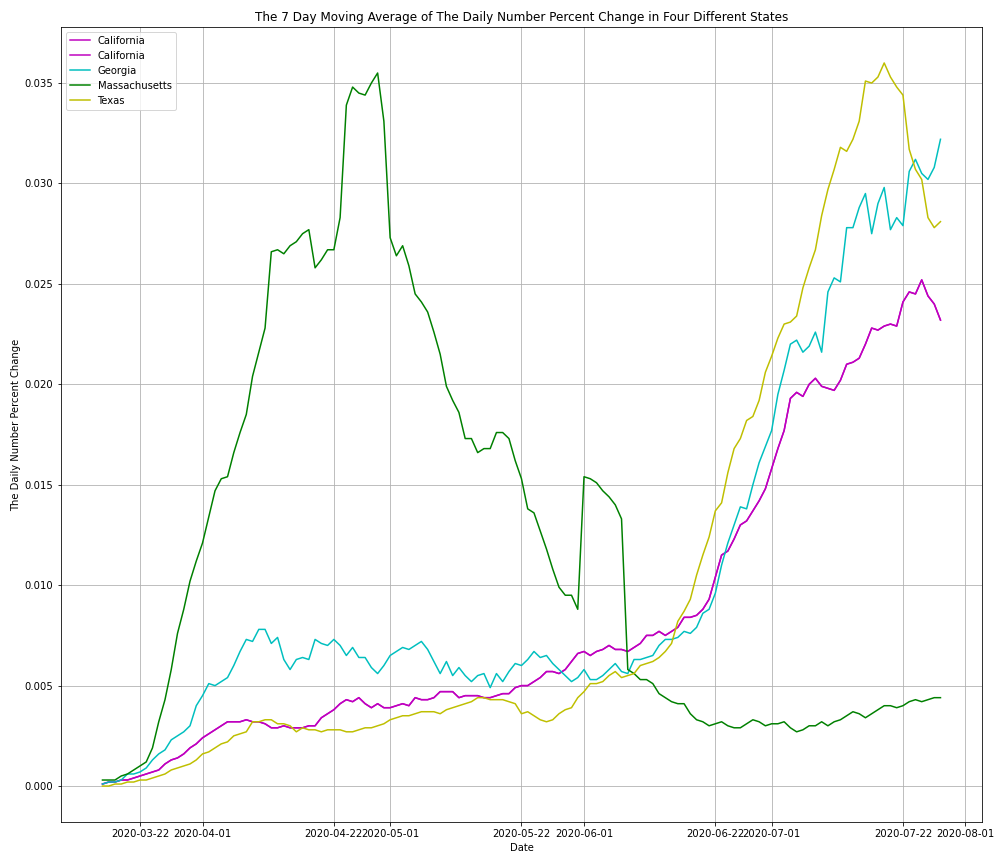 The 7 Day Moving Average of The Daily Number Percent Change in Four Different States
California
California
Georgia
Massachusetts
Texas
0.035
0.030
0.025
0.020
0.015
0.010
0.005
0.000
The Daily Number Percent Change
2020-03-22 2020-04-01 2020-04-22 2020-05-01 2020-05-22 2020-06-01 2020-06-22 2020-07-01 2020-07-22 2020-08-01
Date